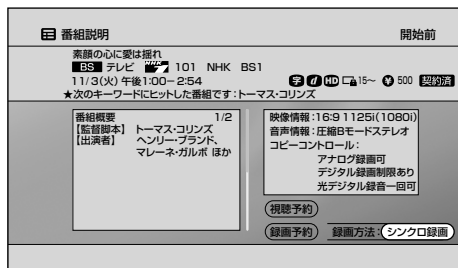 番組説明 開始前
素顔の心に愛は揺れ
BS テレビ 101 NHK BS1
11/3(火)午後1:00-2:54 字 d HD 15~ ¥ 500 契約済
★次のキーワードにヒットした番組です:トーマス・コリンズ
番組概要 1/2
【監督脚本】 トーマス・コリンズ
【出演者】 ヘンリー・ブランド、
マレーネ・ガルボ ほか
映像情報:16:9 1125i(1080i)
音声情報:圧縮Bモードステレオ
コピーコントロール:
アナログ録画可
デジタル録画制限あり
光デジタル録音一回可
視聴予約
録画予約 録画方法:シンクロ録画